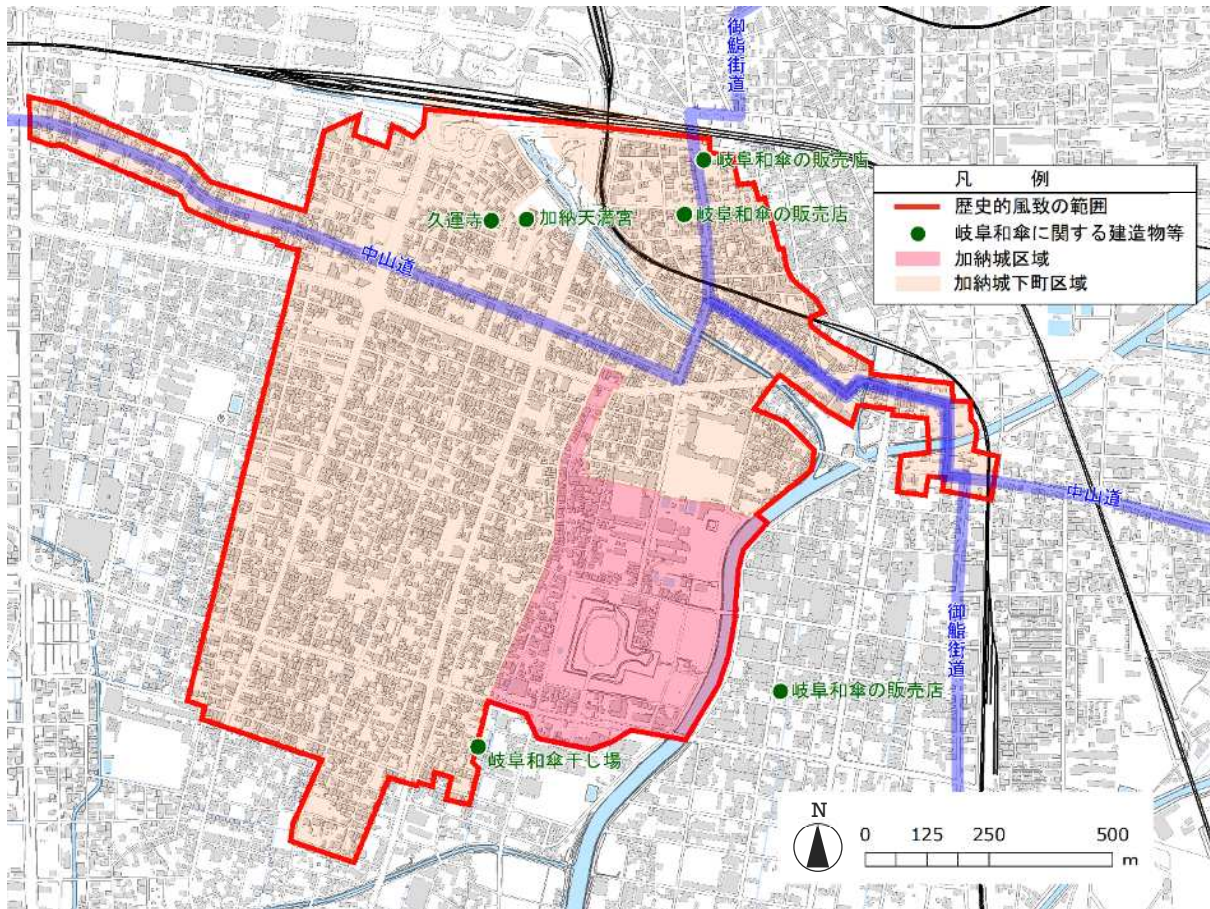 御鮨街道
岐阜和傘の販売店
凡 例
歴史的風致の範囲
岐阜和傘に関する建造物等
加納城区域
加納城下町区域
岐阜和傘の販売店
久運寺
加納天満宮
中山道
中山道
御鮨街道
岐阜和傘の販売店
岐阜和傘干し場
N
0 125 250 500
m